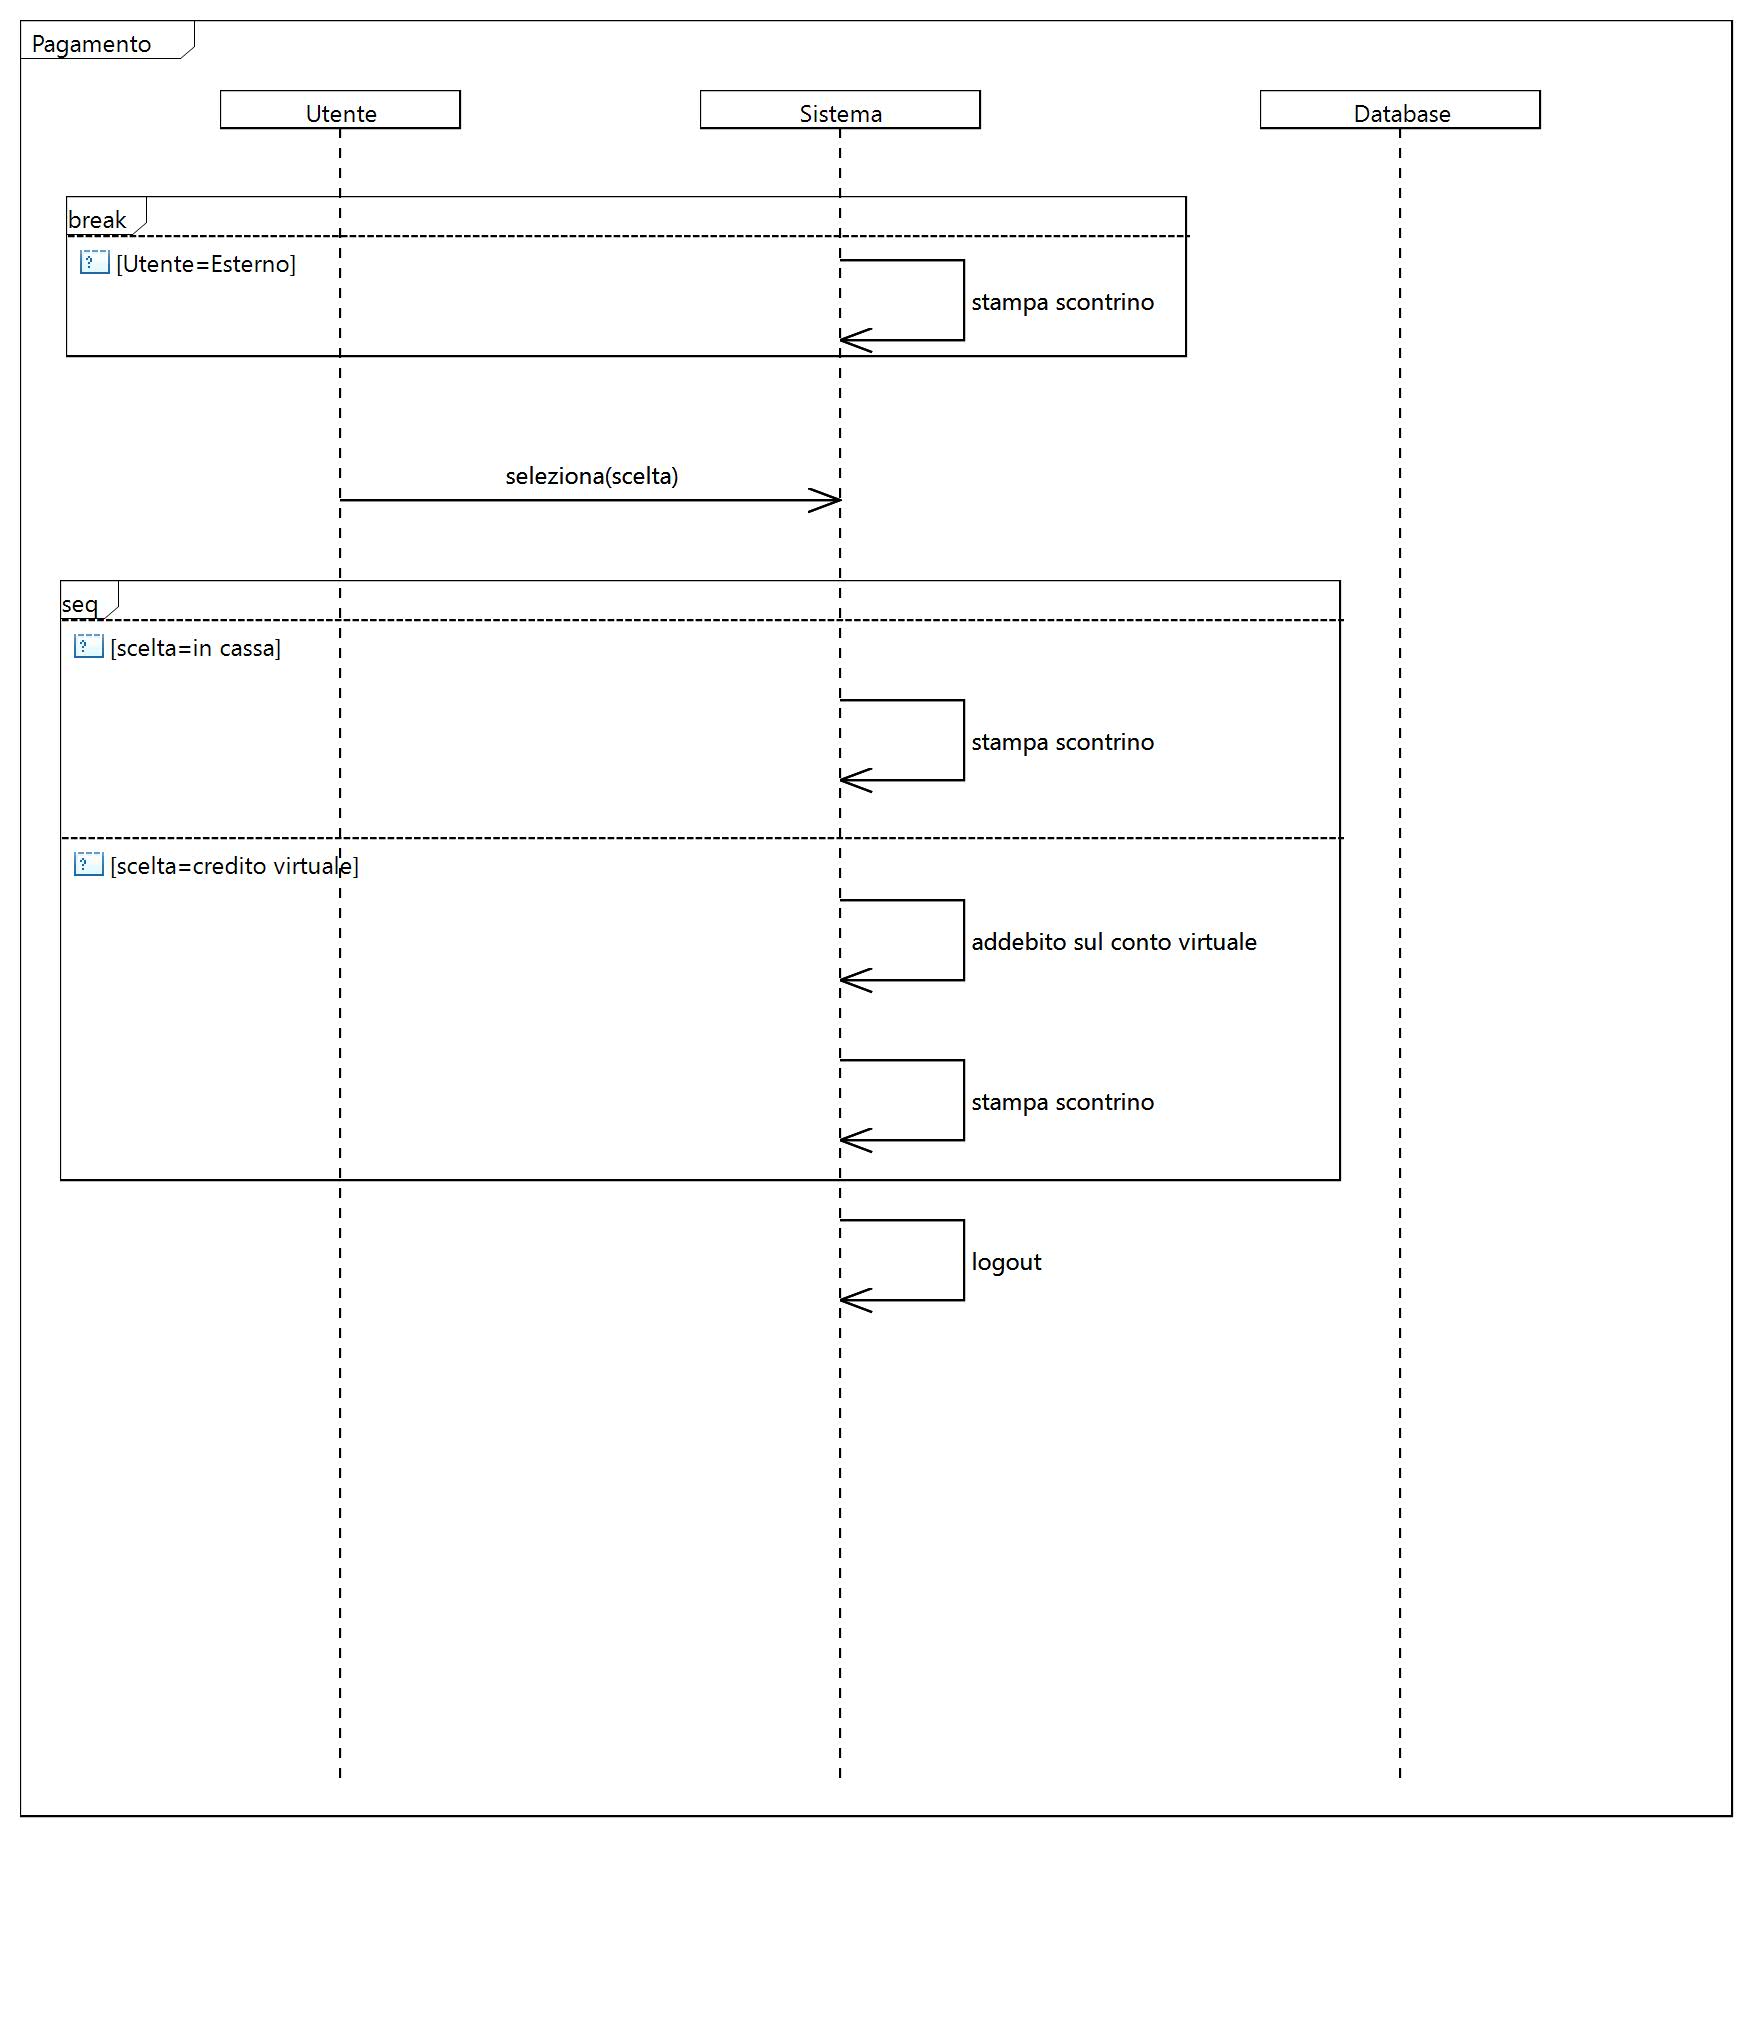 Pagamento
Utente
Sistema
Database
break
? [Utente=Esterno]
stampa scontrino
seleziona(scelta)
seq
? [scelta=in cassa]
stampa scontrino
? [scelta=credito virtuale]
addebito sul conto virtuale
stampa scontrino
logout